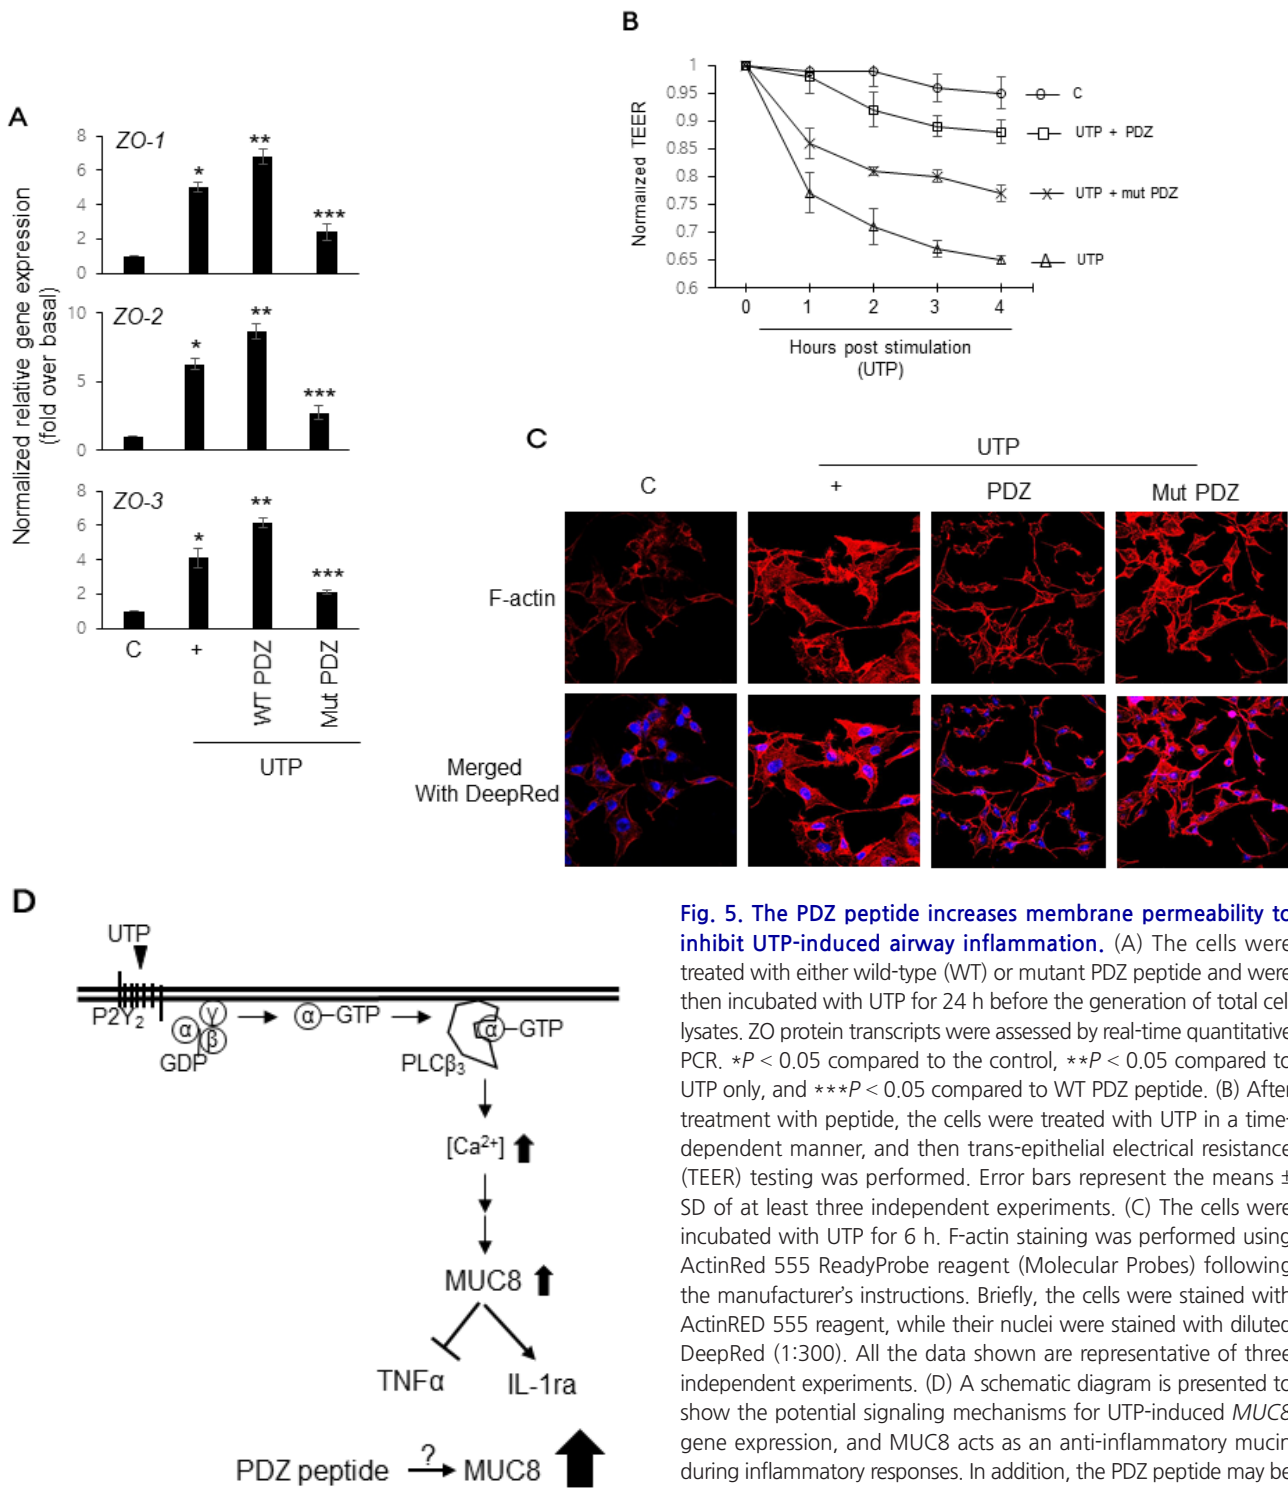 A
Normalized relative gene expression
(fold over basal)
ZO-1
8
6
4
2
0
*
**
***
ZO-2
10
5
0
*
**
***
ZO-3
8
6
4
2
0
*
**
***
C
+
WT PDZ
Mut PDZ
UTP
B
Normalized TEER
1
0.95
0.9
0.85
0.8
0.75
0.7
0.65
0.6
C
UTP + PDZ
UTP + mut PDZ
UTP
0 1 2 3 4
Hours post stimulation
(UTP)
C
UTP
C + PDZ Mut PDZ
F-actin
Merged
With DeepRed
D
UTP
P2Y2
α γ β
GDP
α-GTP
α-GTP
PLCβ3
[Ca2+]
MUC8
TNFα IL-1ra
PDZ peptide ? MUC8
Fig. 5. The PDZ peptide increases membrane permeability to
inhibit UTP-induced airway inflammation. (A) The cells were
treated with either wild-type (WT) or mutant PDZ peptide and were
then incubated with UTP for 24 h before the generation of total cel
lysates. ZO protein transcripts were assessed by real-time quantitative
PCR. *P < 0.05 compared to the control, **P < 0.05 compared to
UTP only, and ***P < 0.05 compared to WT PDZ peptide. (B) After
treatment with peptide, the cells were treated with UTP in a time-
dependent manner, and then trans-epithelial electrical resistance
(TEER) testing was performed. Error bars represent the means ±
SD of at least three independent experiments. (C) The cells were
incubated with UTP for 6 h. F-actin staining was performed using
ActinRed 555 ReadyProbe reagent (Molecular Probes) following
the manufacturer's instructions. Briefly, the cells were stained with
ActinRED 555 reagent, while their nuclei were stained with diluted
DeepRed (1:300). All the data shown are representative of three
independent experiments. (D) A schematic diagram is presented to
show the potential signaling mechanisms for UTP-induced MUC8
gene expression, and MUC8 acts as an anti-inflammatory mucin
during inflammatory responses. In addition, the PDZ peptide may be